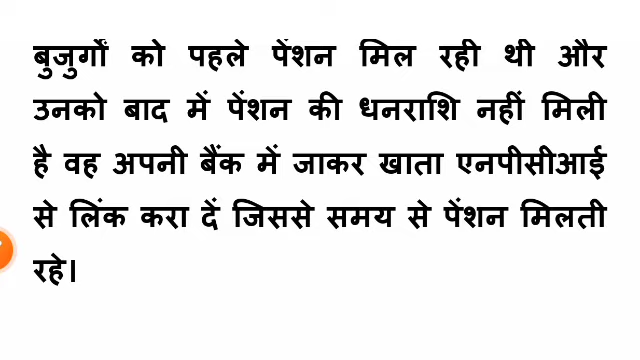 बुजुर्गों को पहले पेंशन मिल रही थी और
उनको बाद में पेंशन की धनराशि नहीं मिली
है वह अपनी बैंक में जाकर खाता एनपीसीआई
से लिंक करा दें जिससे समय से पेंशन मिलती
रहे।